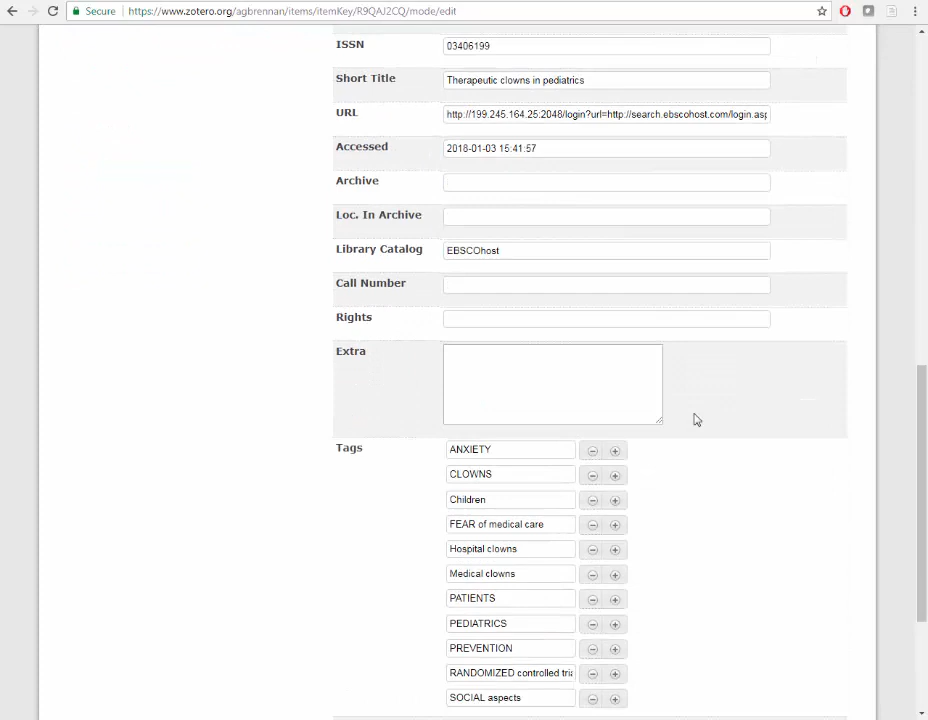 Secure https://www.zotero.org/agbrennan/items/itemKey/R9QAJ2CQ/mode/edit
ISSN 03406199
Short Title Therapeutic clowns in pediatrics
URL http://199.245.164.25:2048/login?url=http://search.ebscohost.com/login.asp
Accessed 2018-01-03 15:41:57
Archive
Loc. In Archive
Library Catalog EBSCOhost
Call Number
Rights
Extra
Tags ANXIETY
CLOWNS
Children
FEAR of medical care
Hospital clowns
Medical clowns
PATIENTS
PEDIATRICS
PREVENTION
RANDOMIZED controlled tria
SOCIAL aspects